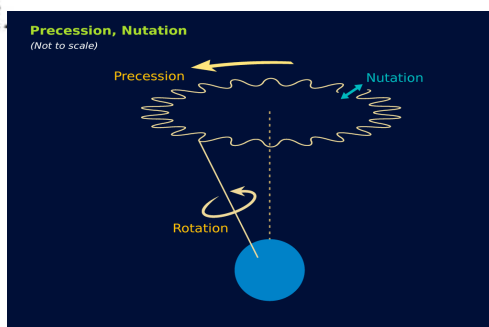 Precession, Nutation
(Not to scale)
Precession
Nutation
Rotation